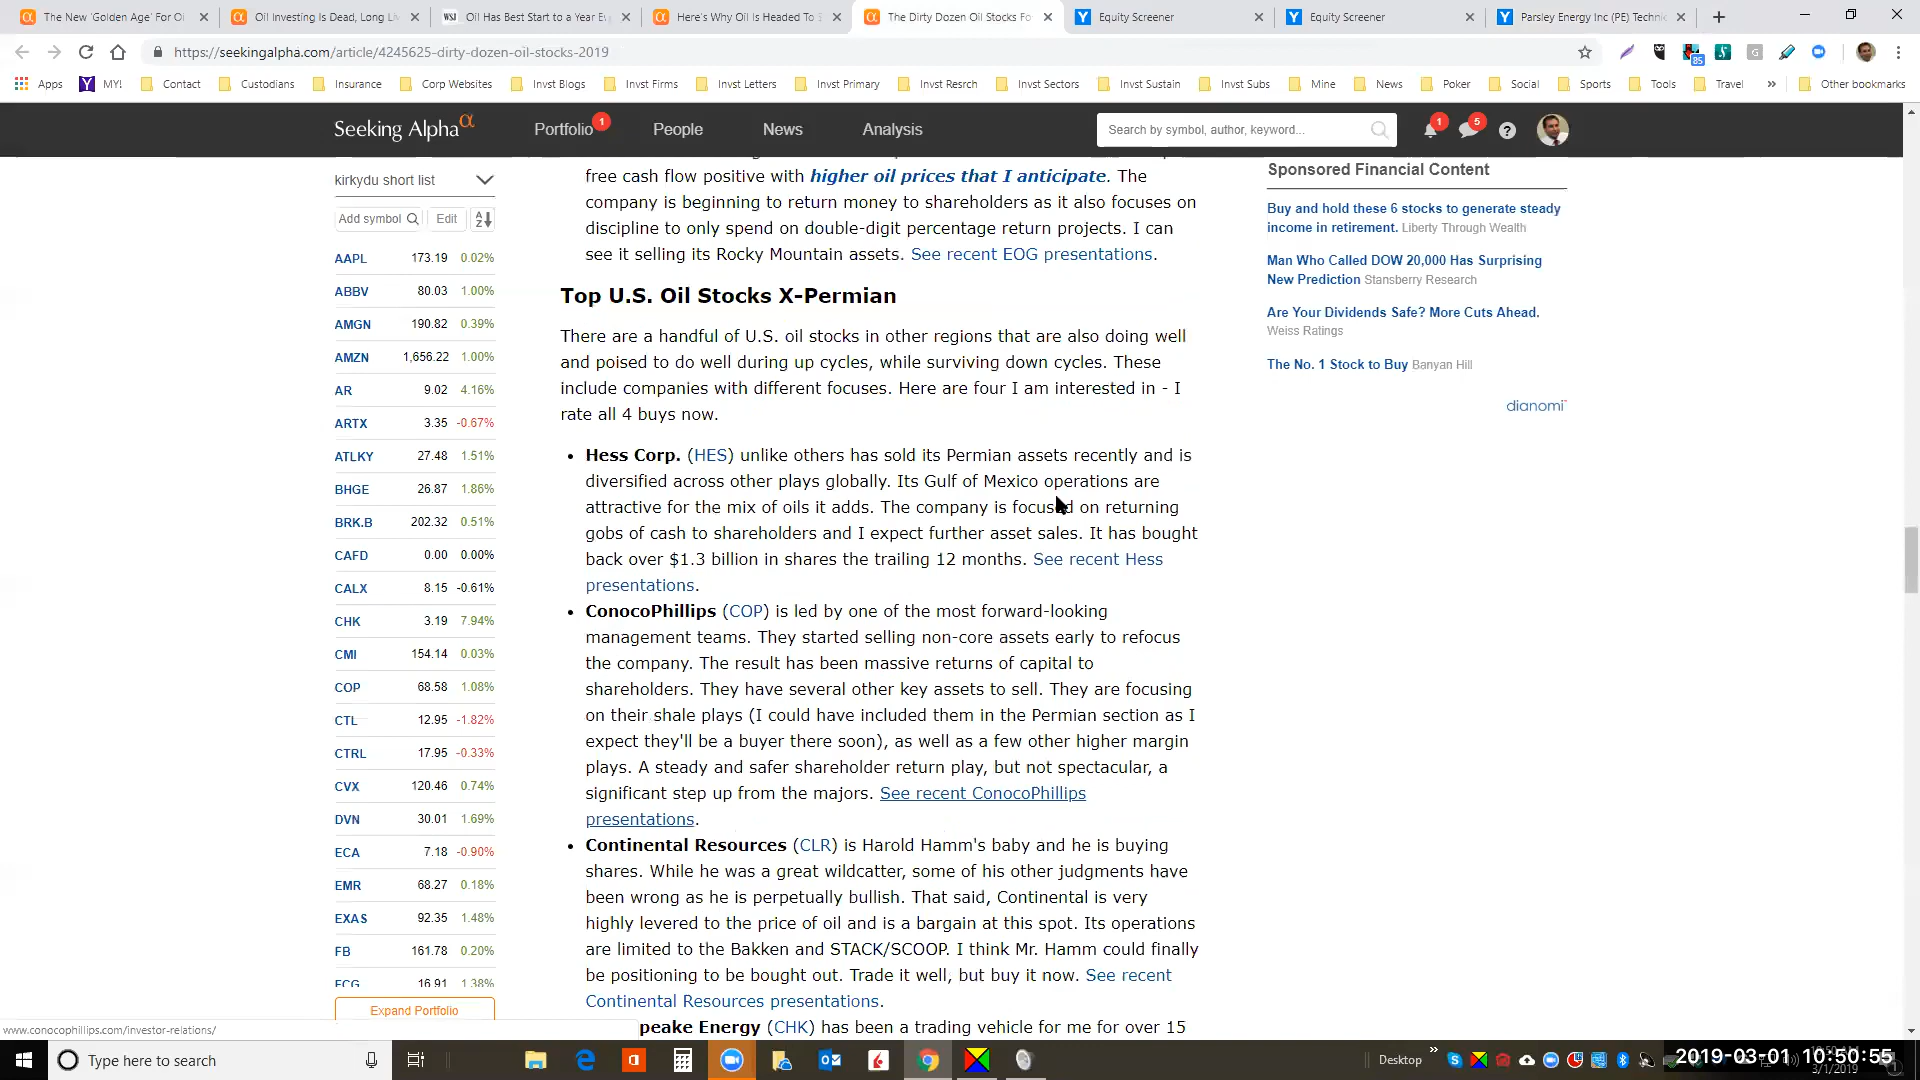 The New 'Golden Age' For Oi
Oil Investing Is Dead, Long Li
Oil Has Best Start to a Year Ev
Here's Why Oil Is Headed To
The Dirty Dozen Oil Stocks Fo
Equity Screener
Equity Screener
Parsley Energy Inc (PE) Techni
https://seekingalpha.com/article/4245625-dirty-dozen-oil-stocks-2019
85
Apps
MY!
Contact
Custodians
Insurance
Corp Websites
Invst Blogs
Invst Firms
Invst Letters
Invst Primary
Invst Resrch
Invst Sectors
Invst Sustain
Invst Subs
Mine
News
Poker
Social
Sports
Tools
Travel
»
Other bookmarks
Seeking Alpha α
Portfolio 1
People
News
Analysis
Search by symbol, author, keyword...
1
5
?
kirkydu short list
Add symbol
Edit
AAPL 173.19 0.02%
ABBV 80.03 1.00%
AMGN 190.82 0.39%
AMZN 1,656.22 1.00%
AR 9.02 4.16%
ARTX 3.35 -0.67%
ATLKY 27.48 1.51%
BHGE 26.87 1.86%
BRK.B 202.32 0.51%
CAFD 0.00 0.00%
CALX 8.15 -0.61%
CHK 3.19 7.94%
CMI 154.14 0.03%
COP 68.58 1.08%
CTL 12.95 -1.82%
CTRL 17.95 -0.33%
CVX 120.46 0.74%
DVN 30.01 1.69%
ECA 7.18 -0.90%
EMR 68.27 0.18%
EXAS 92.35 1.48%
FB 161.78 0.20%
FCG 16.91 1.38%
Expand Portfolio
free cash flow positive with higher oil prices that I anticipate. The
company is beginning to return money to shareholders as it also focuses on
discipline to only spend on double-digit percentage return projects. I can
see it selling its Rocky Mountain assets. See recent EOG presentations.
Top U.S. Oil Stocks X-Permian
There are a handful of U.S. oil stocks in other regions that are also doing well
and poised to do well during up cycles, while surviving down cycles. These
include companies with different focuses. Here are four I am interested in - I
rate all 4 buys now.
• Hess Corp. (HES) unlike others has sold its Permian assets recently and is
diversified across other plays globally. Its Gulf of Mexico operations are
attractive for the mix of oils it adds. The company is focused on returning
gobs of cash to shareholders and I expect further asset sales. It has bought
back over $1.3 billion in shares the trailing 12 months. See recent Hess
presentations.
• ConocoPhillips (COP) is led by one of the most forward-looking
management teams. They started selling non-core assets early to refocus
the company. The result has been massive returns of capital to
shareholders. They have several other key assets to sell. They are focusing
on their shale plays (I could have included them in the Permian section as I
expect they'll be a buyer there soon), as well as a few other higher margin
plays. A steady and safer shareholder return play, but not spectacular, a
significant step up from the majors. See recent ConocoPhillips
presentations.
• Continental Resources (CLR) is Harold Hamm's baby and he is buying
shares. While he was a great wildcatter, some of his other judgments have
been wrong as he is perpetually bullish. That said, Continental is very
highly levered to the price of oil and is a bargain at this spot. Its operations
are limited to the Bakken and STACK/SCOOP. I think Mr. Hamm could finally
be positioning to be bought out. Trade it well, but buy it now. See recent
Continental Resources presentations.
peake Energy (CHK) has been a trading vehicle for me for over 15
Sponsored Financial Content
Buy and hold these 6 stocks to generate steady
income in retirement. Liberty Through Wealth
Man Who Called DOW 20,000 Has Surprising
New Prediction Stansberry Research
Are Your Dividends Safe? More Cuts Ahead.
Weiss Ratings
The No. 1 Stock to Buy Banyan Hill
dianomi
www.conocophillips.com/investor-relations/
Type here to search
Desktop
2019-03-01 10:50:55
3/1/2019